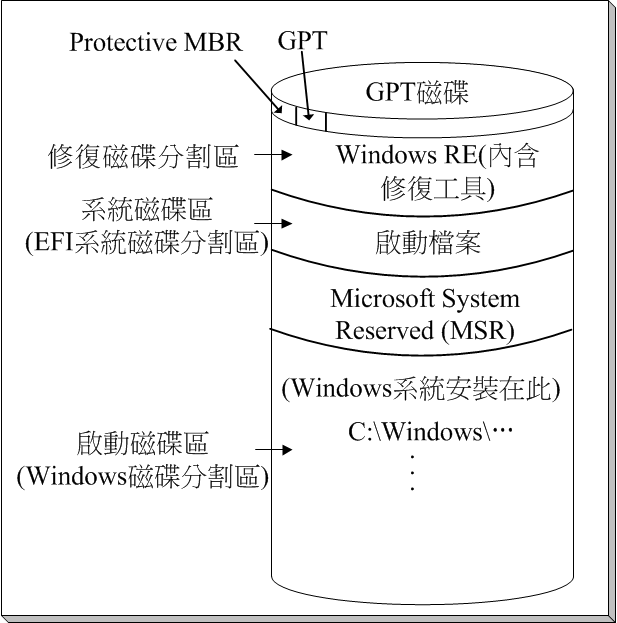 Protective MBR
GPT
GPT磁碟
修復磁碟分割區
Windows RE(內含
修復工具)
系統磁碟區
(EFI系統磁碟分割區)
啟動檔案
Microsoft System
Reserved (MSR)
(Windows系統安裝在此)
C:\Windows\⋯
啟動磁碟區
(Windows磁碟分割區)